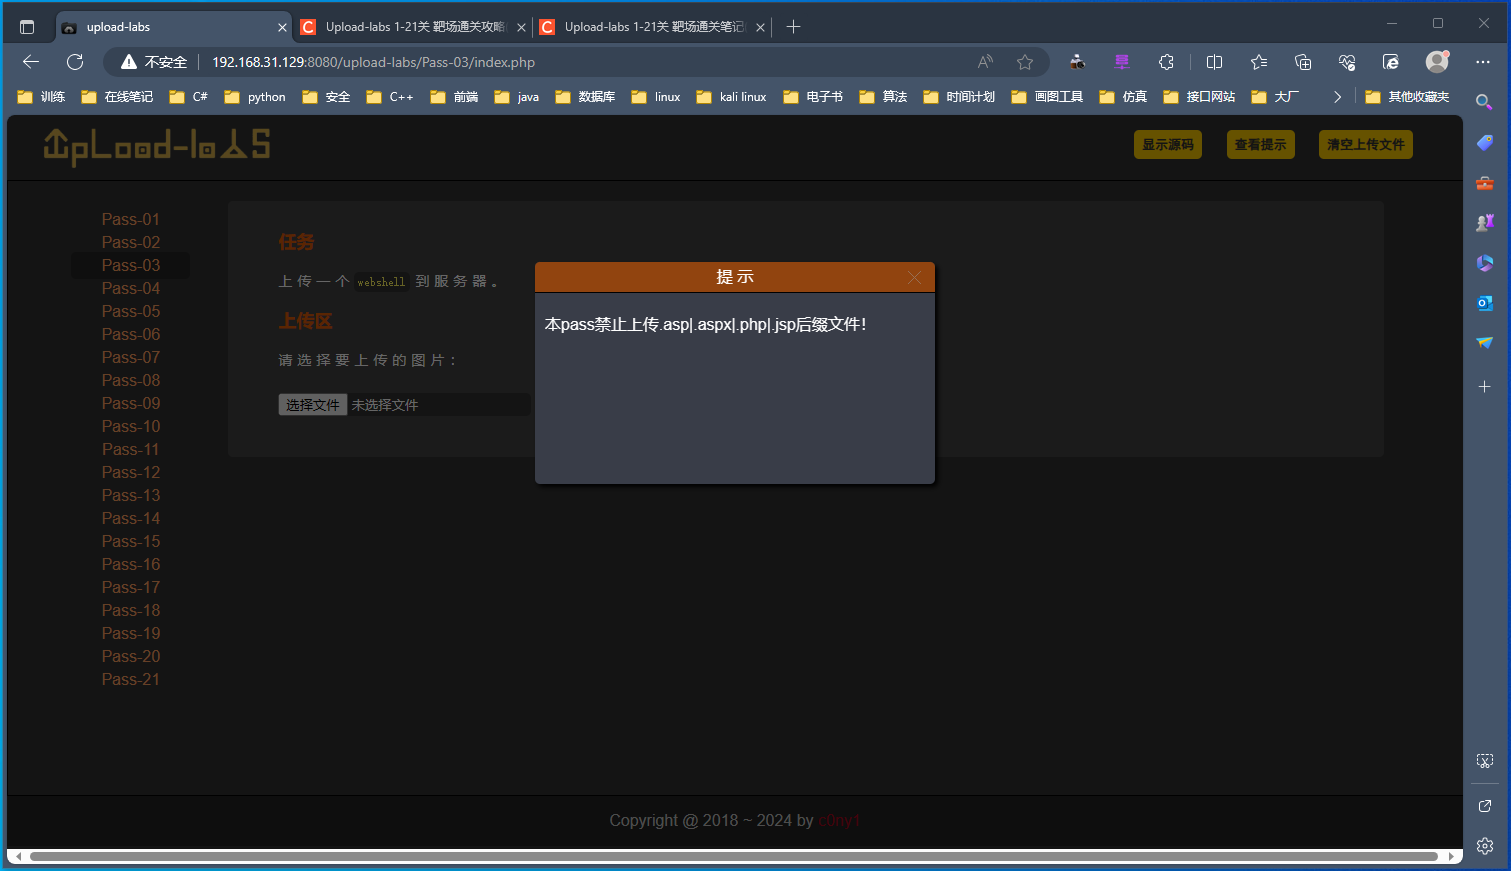 upload-labs
Upload-labs 1-21关 靶场通关攻略
Upload-labs 1-21关 靶场通关笔记
不安全
192.168.31.129:8080/upload-labs/Pass-03/index.php
训练 在线笔记 C# python 安全 C++ 前端 java 数据库 linux kali linux 电子书 算法 时间计划 画图工具 仿真 接口网站 大厂 其他收藏夹
UpLoad-labs
显示源码 查看提示 清空上传文件
Pass-01
Pass-02
Pass-03
Pass-04
Pass-05
Pass-06
Pass-07
Pass-08
Pass-09
Pass-10
Pass-11
Pass-12
Pass-13
Pass-14
Pass-15
Pass-16
Pass-17
Pass-18
Pass-19
Pass-20
Pass-21
任务
上传一个 webshell 到服务器。
上传区
请选择要上传的图片：
选择文件 未选择文件
提示
本pass禁止上传.asp|.aspx|.php|.jsp后缀文件！
Copyright @ 2018 ~ 2024 by c0ny1